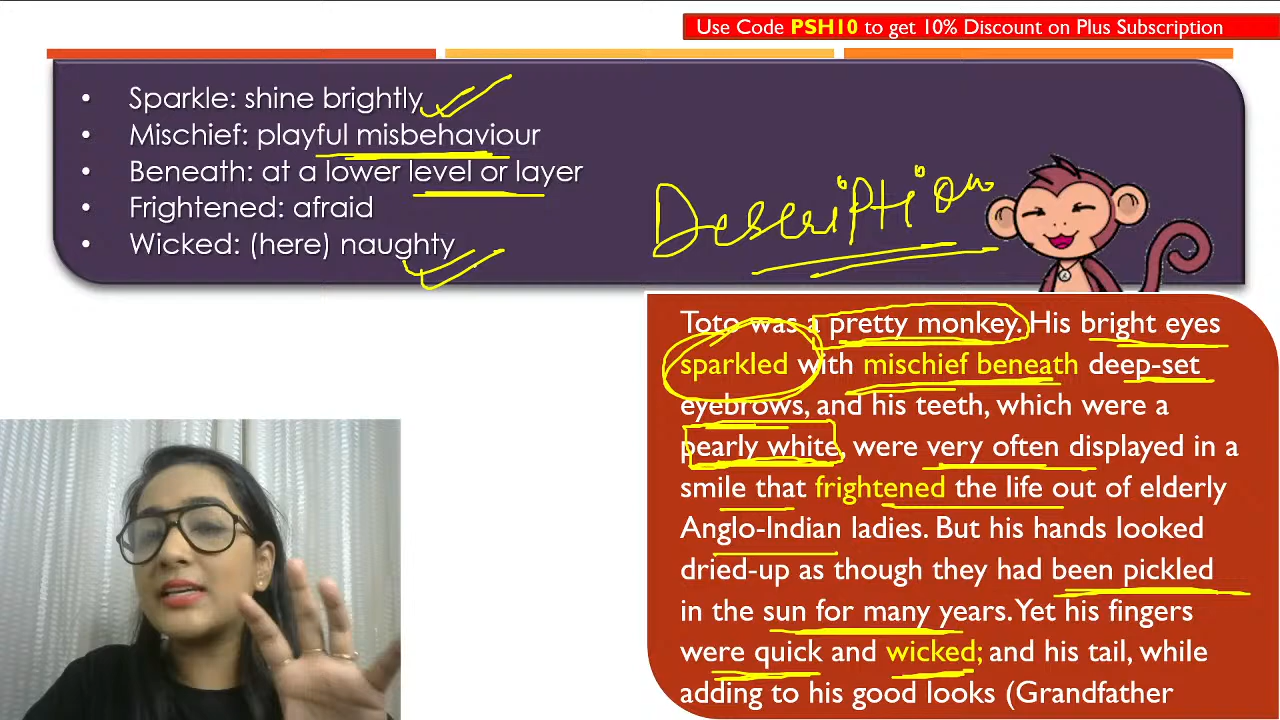 Use Code PSH10 to get 10% Discount on Plus Subscription
• Sparkle: shine brightly
• Mischief: playful misbehaviour
• Beneath: at a lower level or layer
• Frightened: afraid
• Wicked: (here) naughty
Description
Toto was a pretty monkey. His bright eyes
sparkled with mischief beneath deep-set
eyebrows, and his teeth, which were a
pearly white, were very often displayed in a
smile that frightened the life out of elderly
Anglo-Indian ladies. But his hands looked
dried-up as though they had been pickled
in the sun for many years. Yet his fingers
were quick and wicked; and his tail, while
adding to his good looks (Grandfather